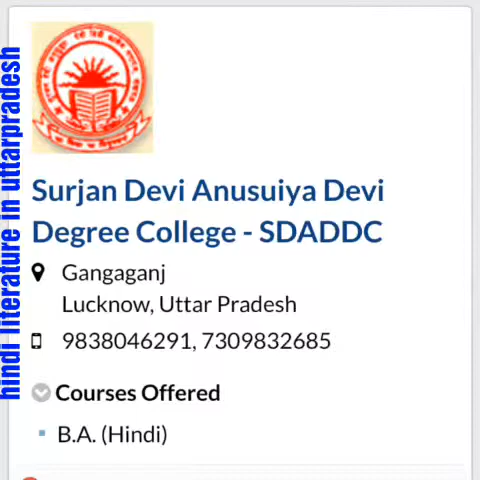 hindi literature in uttarpradesh
Surjan Devi Anusuiya Devi
Degree College - SDADDC
Gangaganj
Lucknow, Uttar Pradesh
9838046291, 7309832685
Courses Offered
B.A. (Hindi)